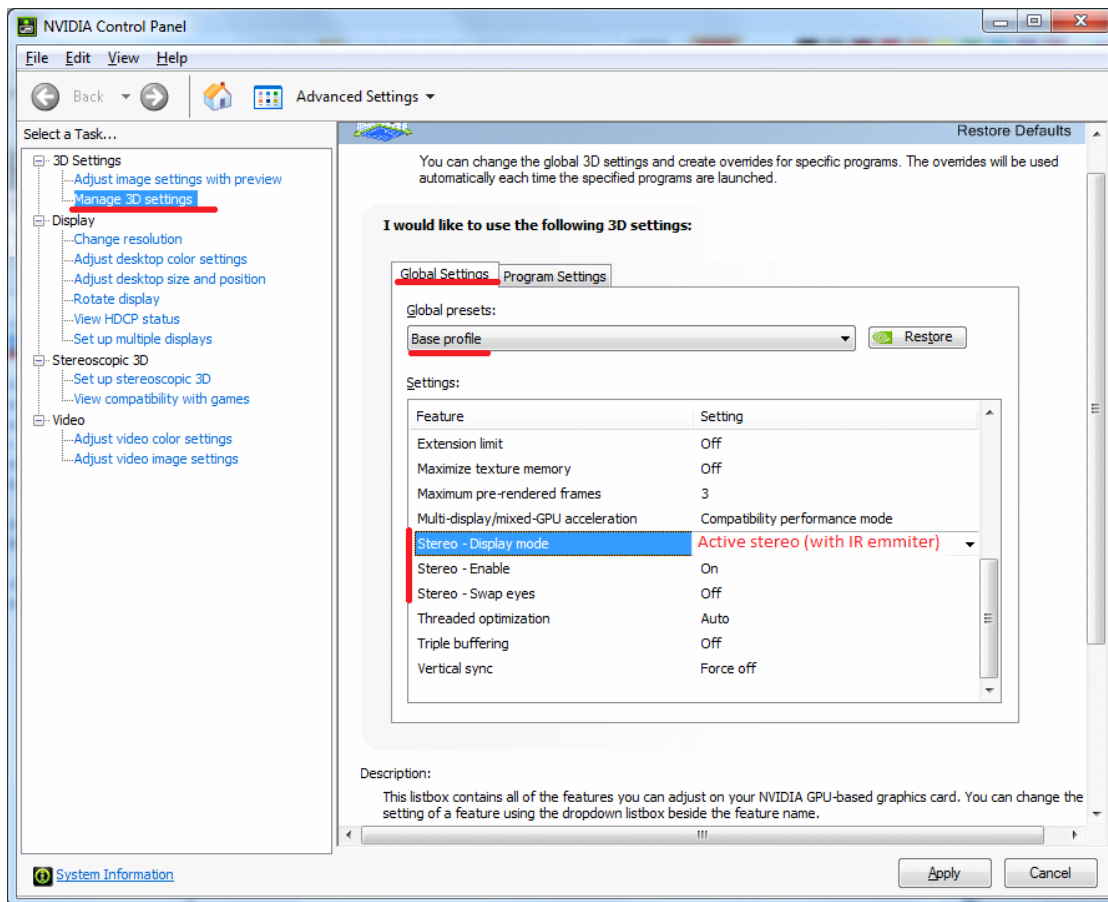 NVIDIA Control Panel
File Edit View Help
Back Advanced Settings
Select a Task...
3D Settings
Adjust image settings with preview
Manage 3D settings
Display
Change resolution
Adjust desktop color settings
Adjust desktop size and position
Rotate display
View HDCP status
Set up multiple displays
Stereoscopic 3D
Set up stereoscopic 3D
View compatibility with games
Video
Adjust video color settings
Adjust video image settings
Restore Defaults
You can change the global 3D settings and create overrides for specific programs. The overrides will be used
automatically each time the specified programs are launched.
I would like to use the following 3D settings:
Global Settings Program Settings
Global presets:
Base profile Restore
Settings:
Feature Setting
Extension limit Off
Maximize texture memory Off
Maximum pre-rendered frames 3
Multi-display/mixed-GPU acceleration Compatibility performance mode
Stereo - Display mode Active stereo (with IR emmiter)
Stereo - Enable On
Stereo - Swap eyes Off
Threaded optimization Auto
Triple buffering Off
Vertical sync Force off
Description:
This listbox contains all of the features you can adjust on your NVIDIA GPU-based graphics card. You can change the
setting of a feature using the dropdown listbox beside the feature name.
System Information
Apply Cancel